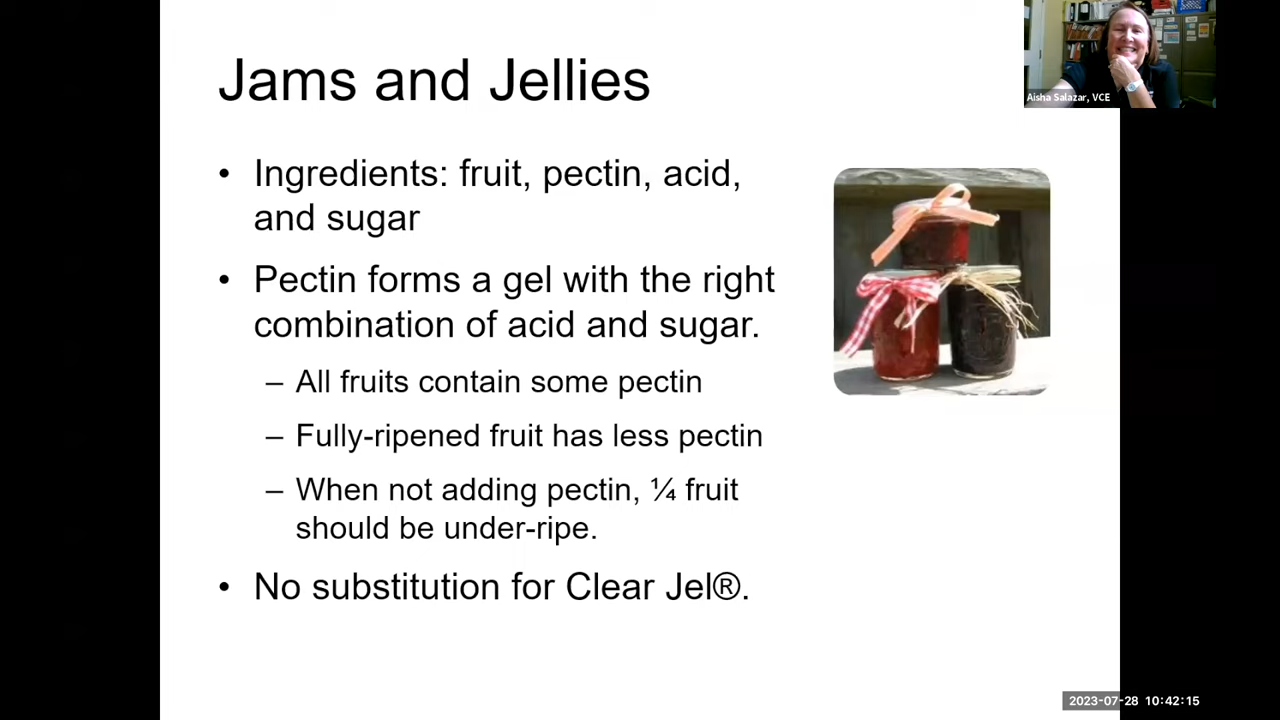 Jams and Jellies
Aisha Salazar, VCE
• Ingredients: fruit, pectin, acid,
and sugar
• Pectin forms a gel with the right
combination of acid and sugar.
– All fruits contain some pectin
– Fully-ripened fruit has less pectin
– When not adding pectin, ¼ fruit
should be under-ripe.
• No substitution for Clear Jel®.
2023-07-28 10:42:15